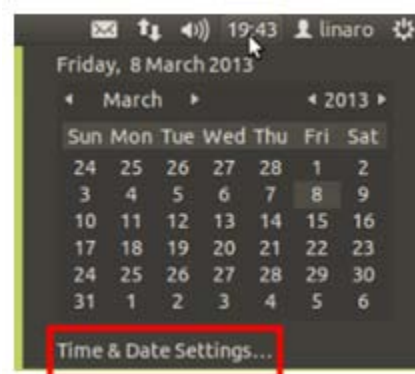 19:43 linaro
Friday, 8 March 2013
March 2013
Sun Mon Tue Wed Thu Fri Sat
24 25 26 27 28 1 2
3 4 5 6 7 8 9
10 11 12 13 14 15 16
17 18 19 20 21 22 23
24 25 26 27 28 29 30
31 1 2 3 4 5 6
Time & Date Settings...